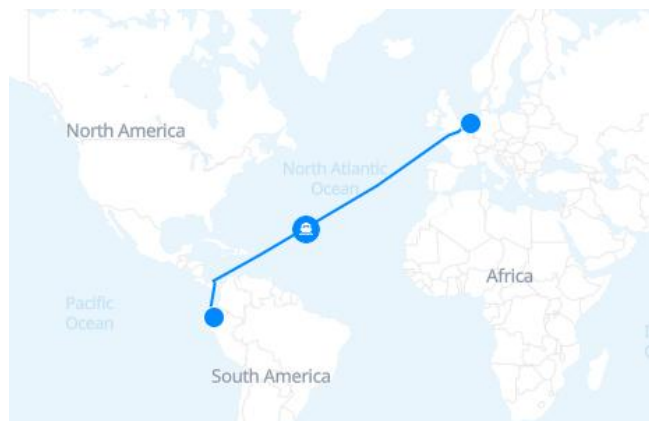 North America
North Atlantic
Ocean
Africa
Pacific
Ocean
South America